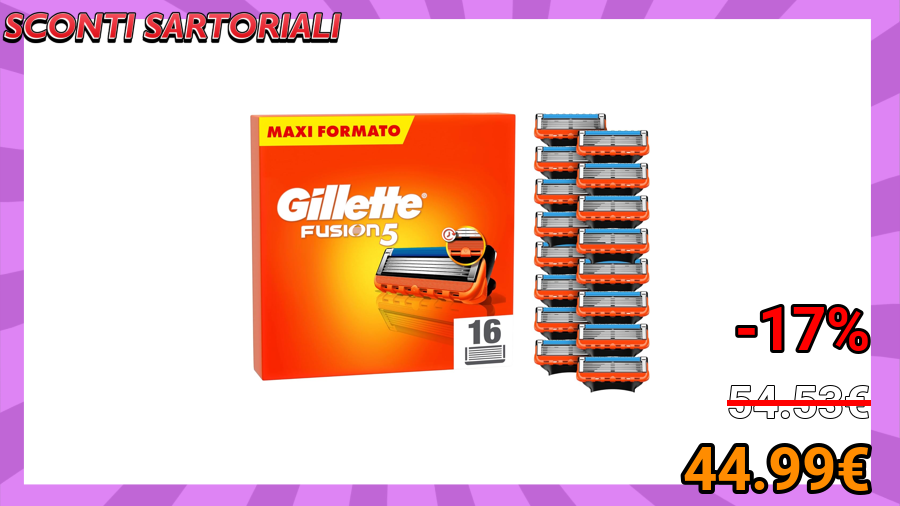 SCONTI SARTORIALI
MAXI FORMATO
Gillette
FUSION5
16
-17%
54.53€
44.99€